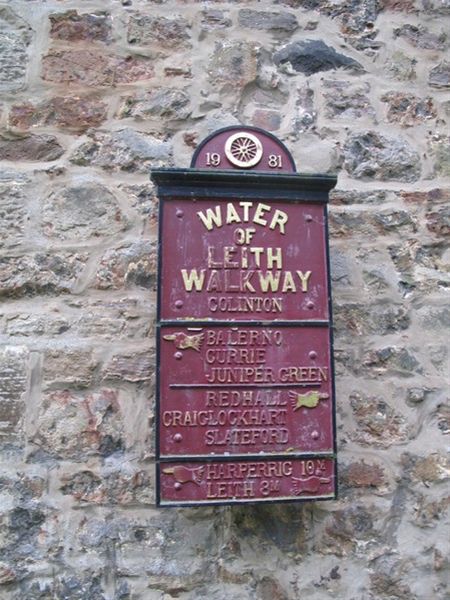 19 81
WATER
OF
LEITH
WALKWAY
COLINTON
BALERNO
CURRIE
JUNIPER GREEN
REDHALL
CRAIGLOCKHART
SLATEFORD
HARPERRIG 10M
LEITH 8M